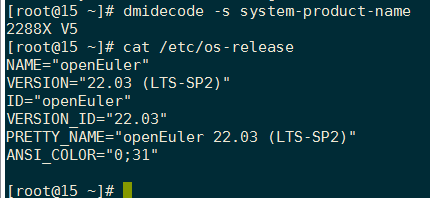 [root@15 ~]# dmidecode -s system-product-name
2288X V5
[root@15 ~]# cat /etc/os-release
NAME="openEuler"
VERSION="22.03 (LTS-SP2)"
ID="openEuler"
VERSION_ID="22.03"
PRETTY_NAME="openEuler 22.03 (LTS-SP2)"
ANSI_COLOR="0;31"
[root@15 ~]#